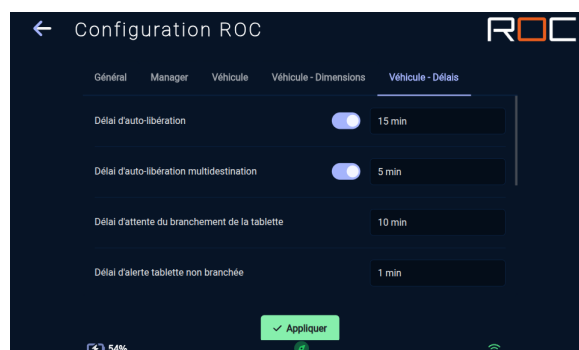 Configuration ROC
ROC
Général Manager Véhicule Véhicule - Dimensions Véhicule - Délais
Délai d'auto-libération 15 min
Délai d'auto-libération multidestination 5 min
Délai d'attente du branchement de la tablette 10 min
Délai d'alerte tablette non branchée 1 min
Appliquer
54%